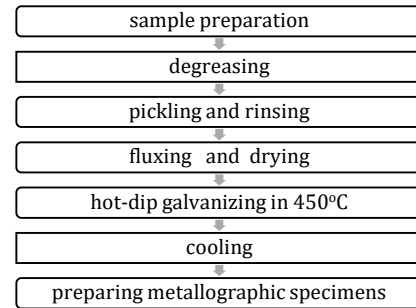 sample preparation
degreasing
pickling and rinsing
fluxing and drying
hot-dip galvanizing in 450°C
cooling
preparing metallographic specimens